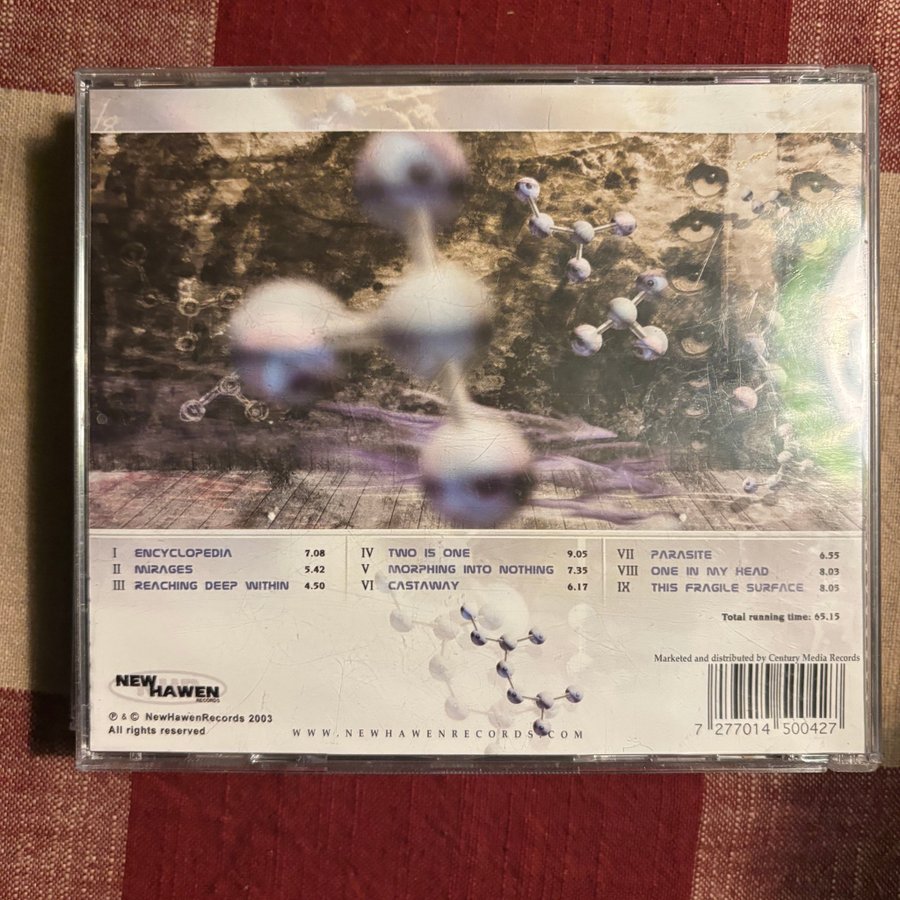 I ENCYCLOPEDIA 7.08
II MIRAGES 5.42
III REACHING DEEP WITHIN 4.50
IV TWO IS ONE 9.05
V MORPHING INTO NOTHING 7.35
VI CASTAWAY 6.17
VII PARASITE 6.55
VIII ONE IN MY HEAD 8.03
IX THIS FRAGILE SURFACE 8.05
Total running time: 65.15
Marketed and distributed by Century Media Records
NEW
HAWEN
RECORDS
℗ & © NewHawenRecords 2003
All rights reserved
WWW.NEWHAWENRECORDS.COM
7 277014 500427